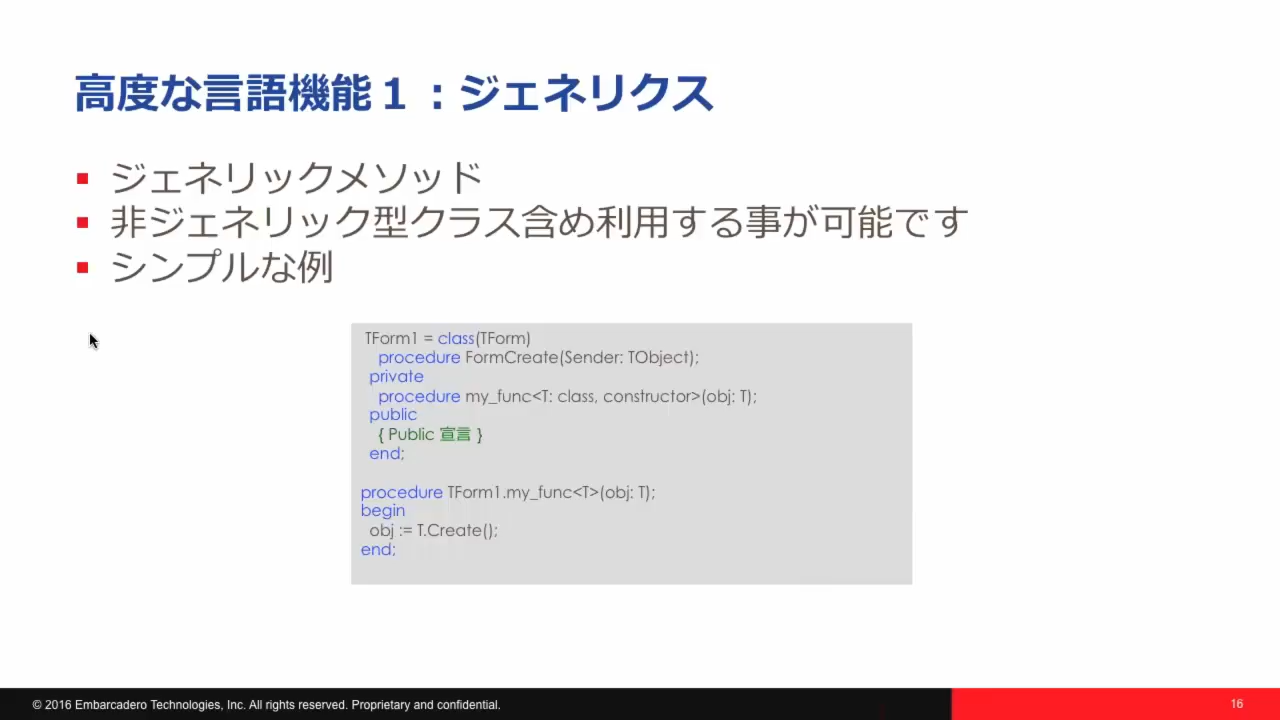 高度な言語機能１：ジェネリクス
ジェネリックメソッド
非ジェネリック型クラス含め利用する事が可能です
シンプルな例
TForm1 = class(TForm)
procedure FormCreate(Sender: TObject);
private
procedure my_func<T: class, constructor>(obj: T);
public
{ Public 宣言 }
end;
procedure TForm1.my_func<T>(obj: T);
begin
obj := T.Create();
end;
© 2016 Embarcadero Technologies, Inc. All rights reserved. Proprietary and confidential.
16